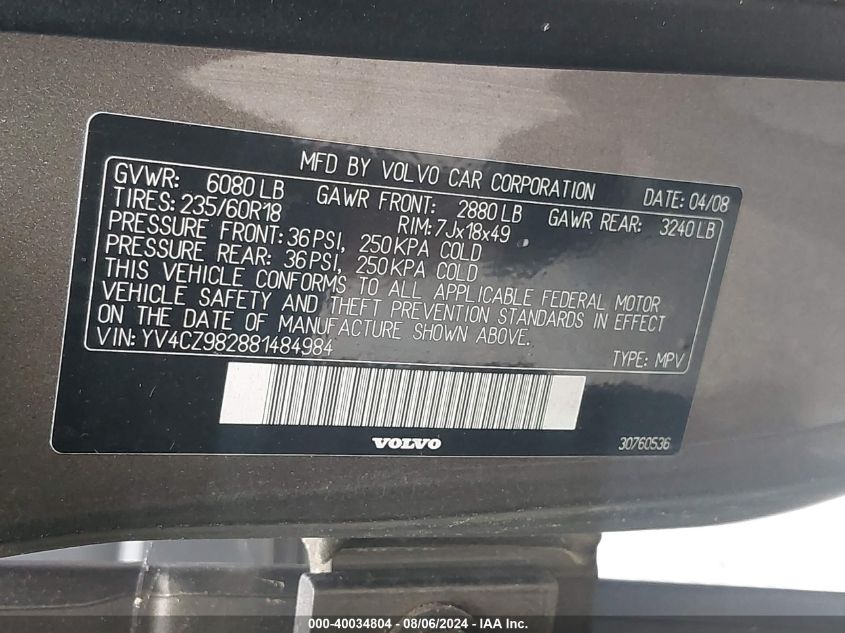 MFD BY VOLVO CAR CORPORATION DATE: 04/08
GVWR: 6080 LB GAWR FRONT: 2880 LB GAWR REAR: 3240 LB
TIRES: 235/60R18 RIM: 7Jx18x49
PRESSURE FRONT: 36 PSI, 250 KPA COLD
PRESSURE REAR: 36 PSI, 250 KPA COLD
THIS VEHICLE CONFORMS TO ALL APPLICABLE FEDERAL MOTOR
VEHICLE SAFETY AND THEFT PREVENTION STANDARDS IN EFFECT
ON THE DATE OF MANUFACTURE SHOWN ABOVE.
VIN: YV4CZ982881484984 TYPE: MPV
VOLVO 30760536
000-40034804 - 08/06/2024 - IAA Inc.